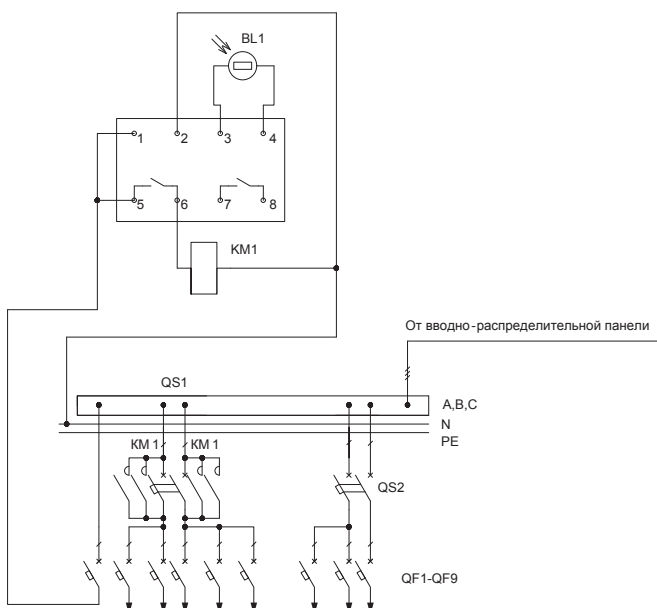 BL1
1 2 3 4
5 6 7 8
KM1
От вводно-распределительной панели
QS1
A,B,C
N
PE
KM 1 KM 1
QS2
QF1-QF9